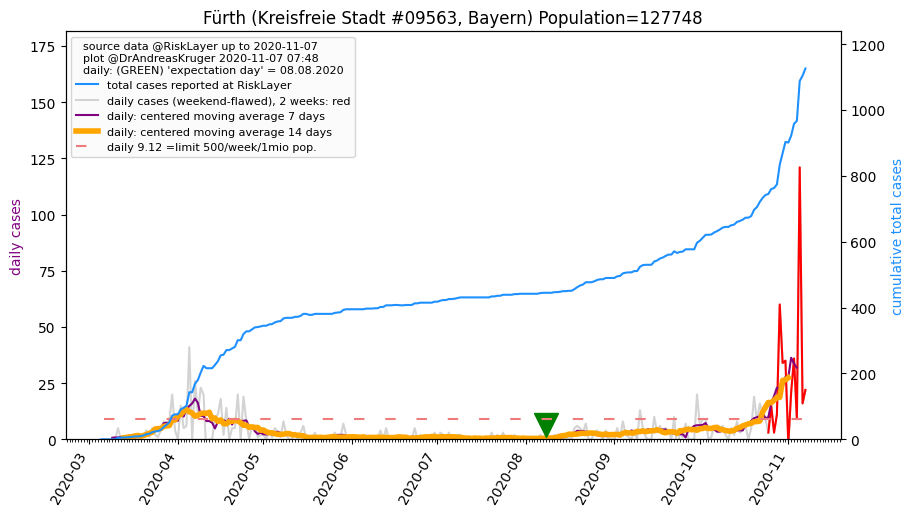 Fürth (Kreisfreie Stadt #09563, Bayern) Population=127748
source data @RiskLayer up to 2020-11-07
plot @DrAndreasKruger 2020-11-07 07:48
daily: (GREEN) 'expectation day' = 08.08.2020
total cases reported at RiskLayer
daily cases (weekend-flawed), 2 weeks: red
daily: centered moving average 7 days
daily: centered moving average 14 days
daily 9.12 =limit 500/week/1mio pop.
daily cases
175
150
125
100
75
50
25
0
cumulative total cases
1200
1000
800
600
400
200
0
2020-03
2020-04
2020-05
2020-06
2020-07
2020-08
2020-09
2020-10
2020-11